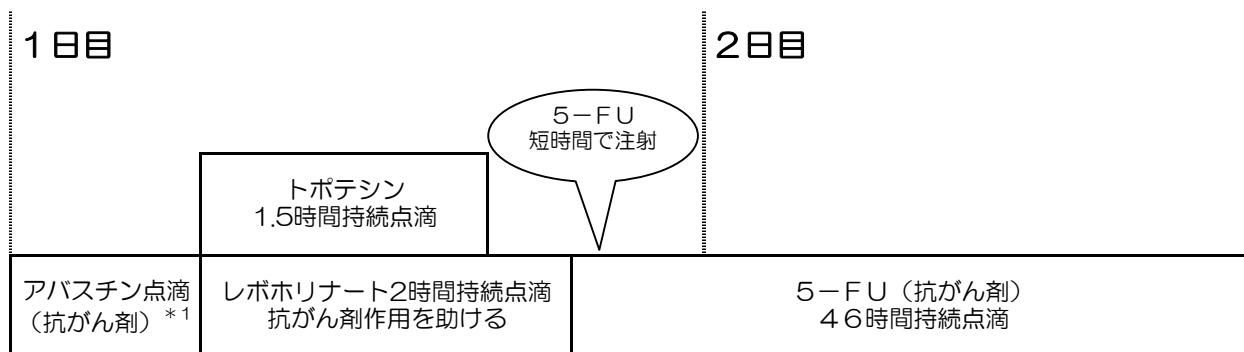 1日目
2日目
5-FU
短時間で注射
トポテシン
1.5時間持続点滴
アバスチン点滴
(抗がん剤)*1
レボホリナート2時間持続点滴
抗がん剤作用を助ける
5-FU(抗がん剤)
46時間持続点滴